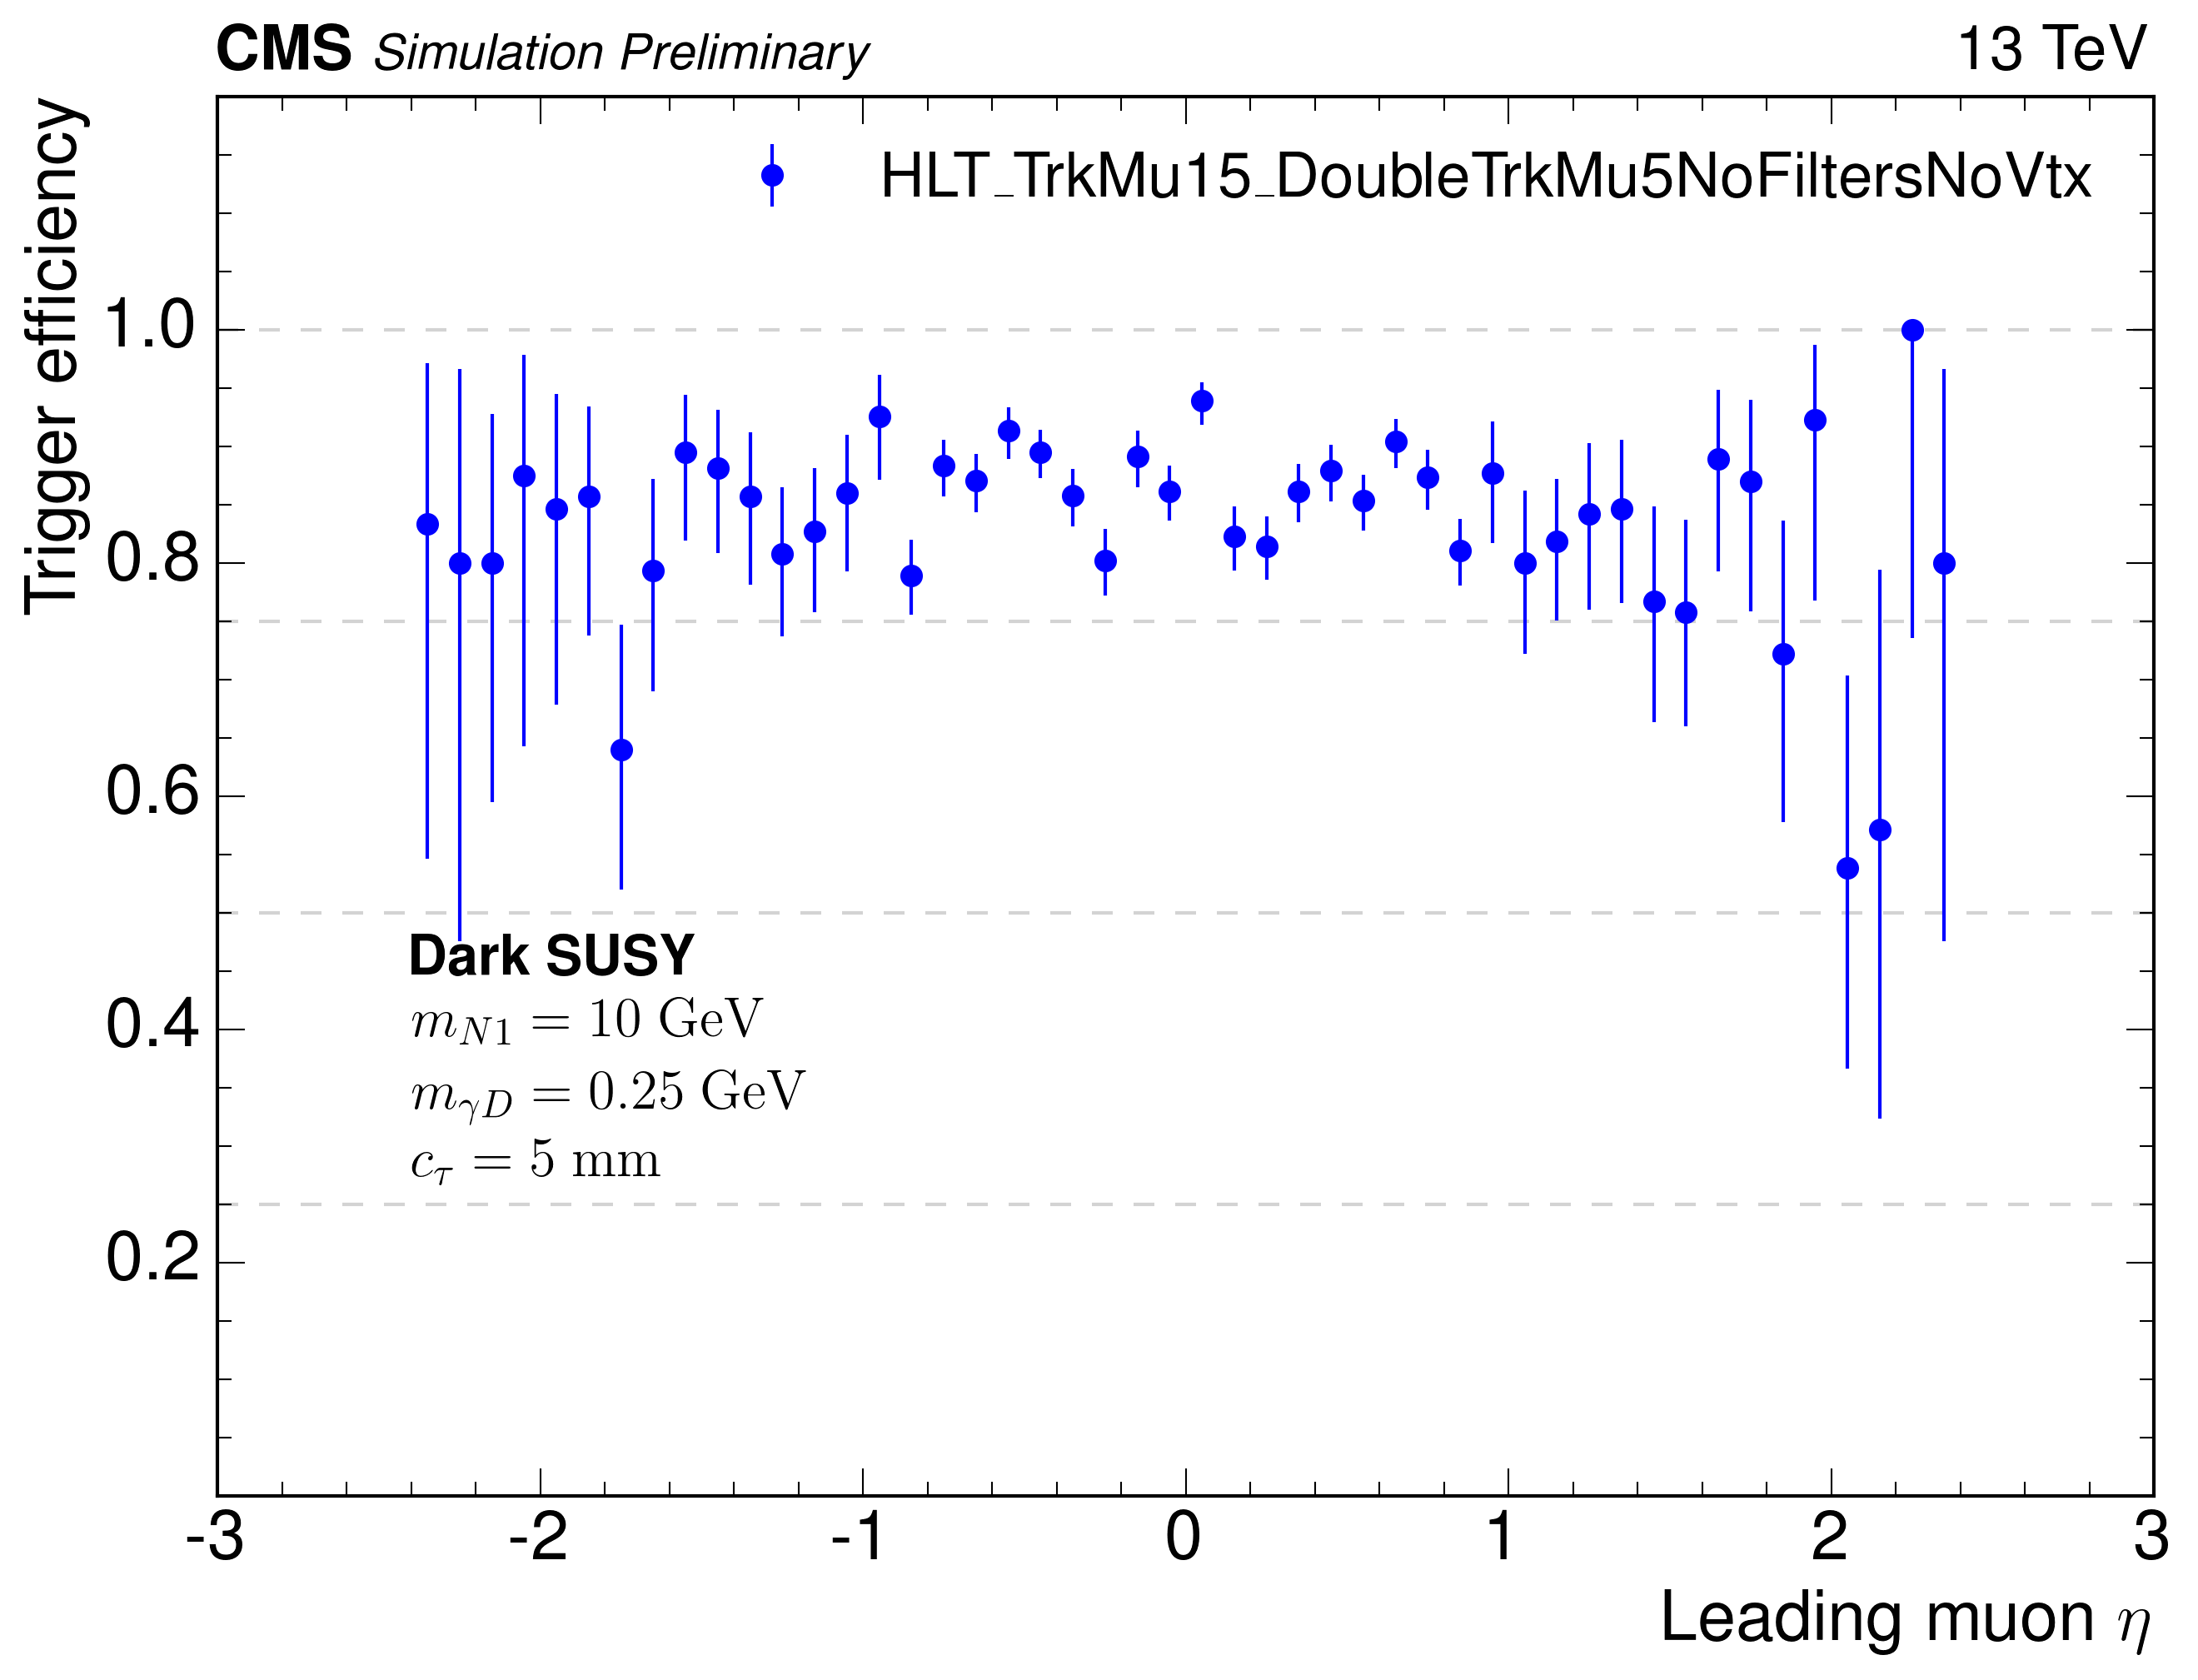 CMS Simulation Preliminary 13 TeV
Trigger efficiency
HLT_TrkMu15_DoubleTrkMu5NoFiltersNoVtx
1.0
0.8
0.6
0.4
0.2
Dark SUSY
m_{N1} = 10 GeV
m_{γD} = 0.25 GeV
c_τ = 5 mm
-3 -2 -1 0 1 2 3
Leading muon η